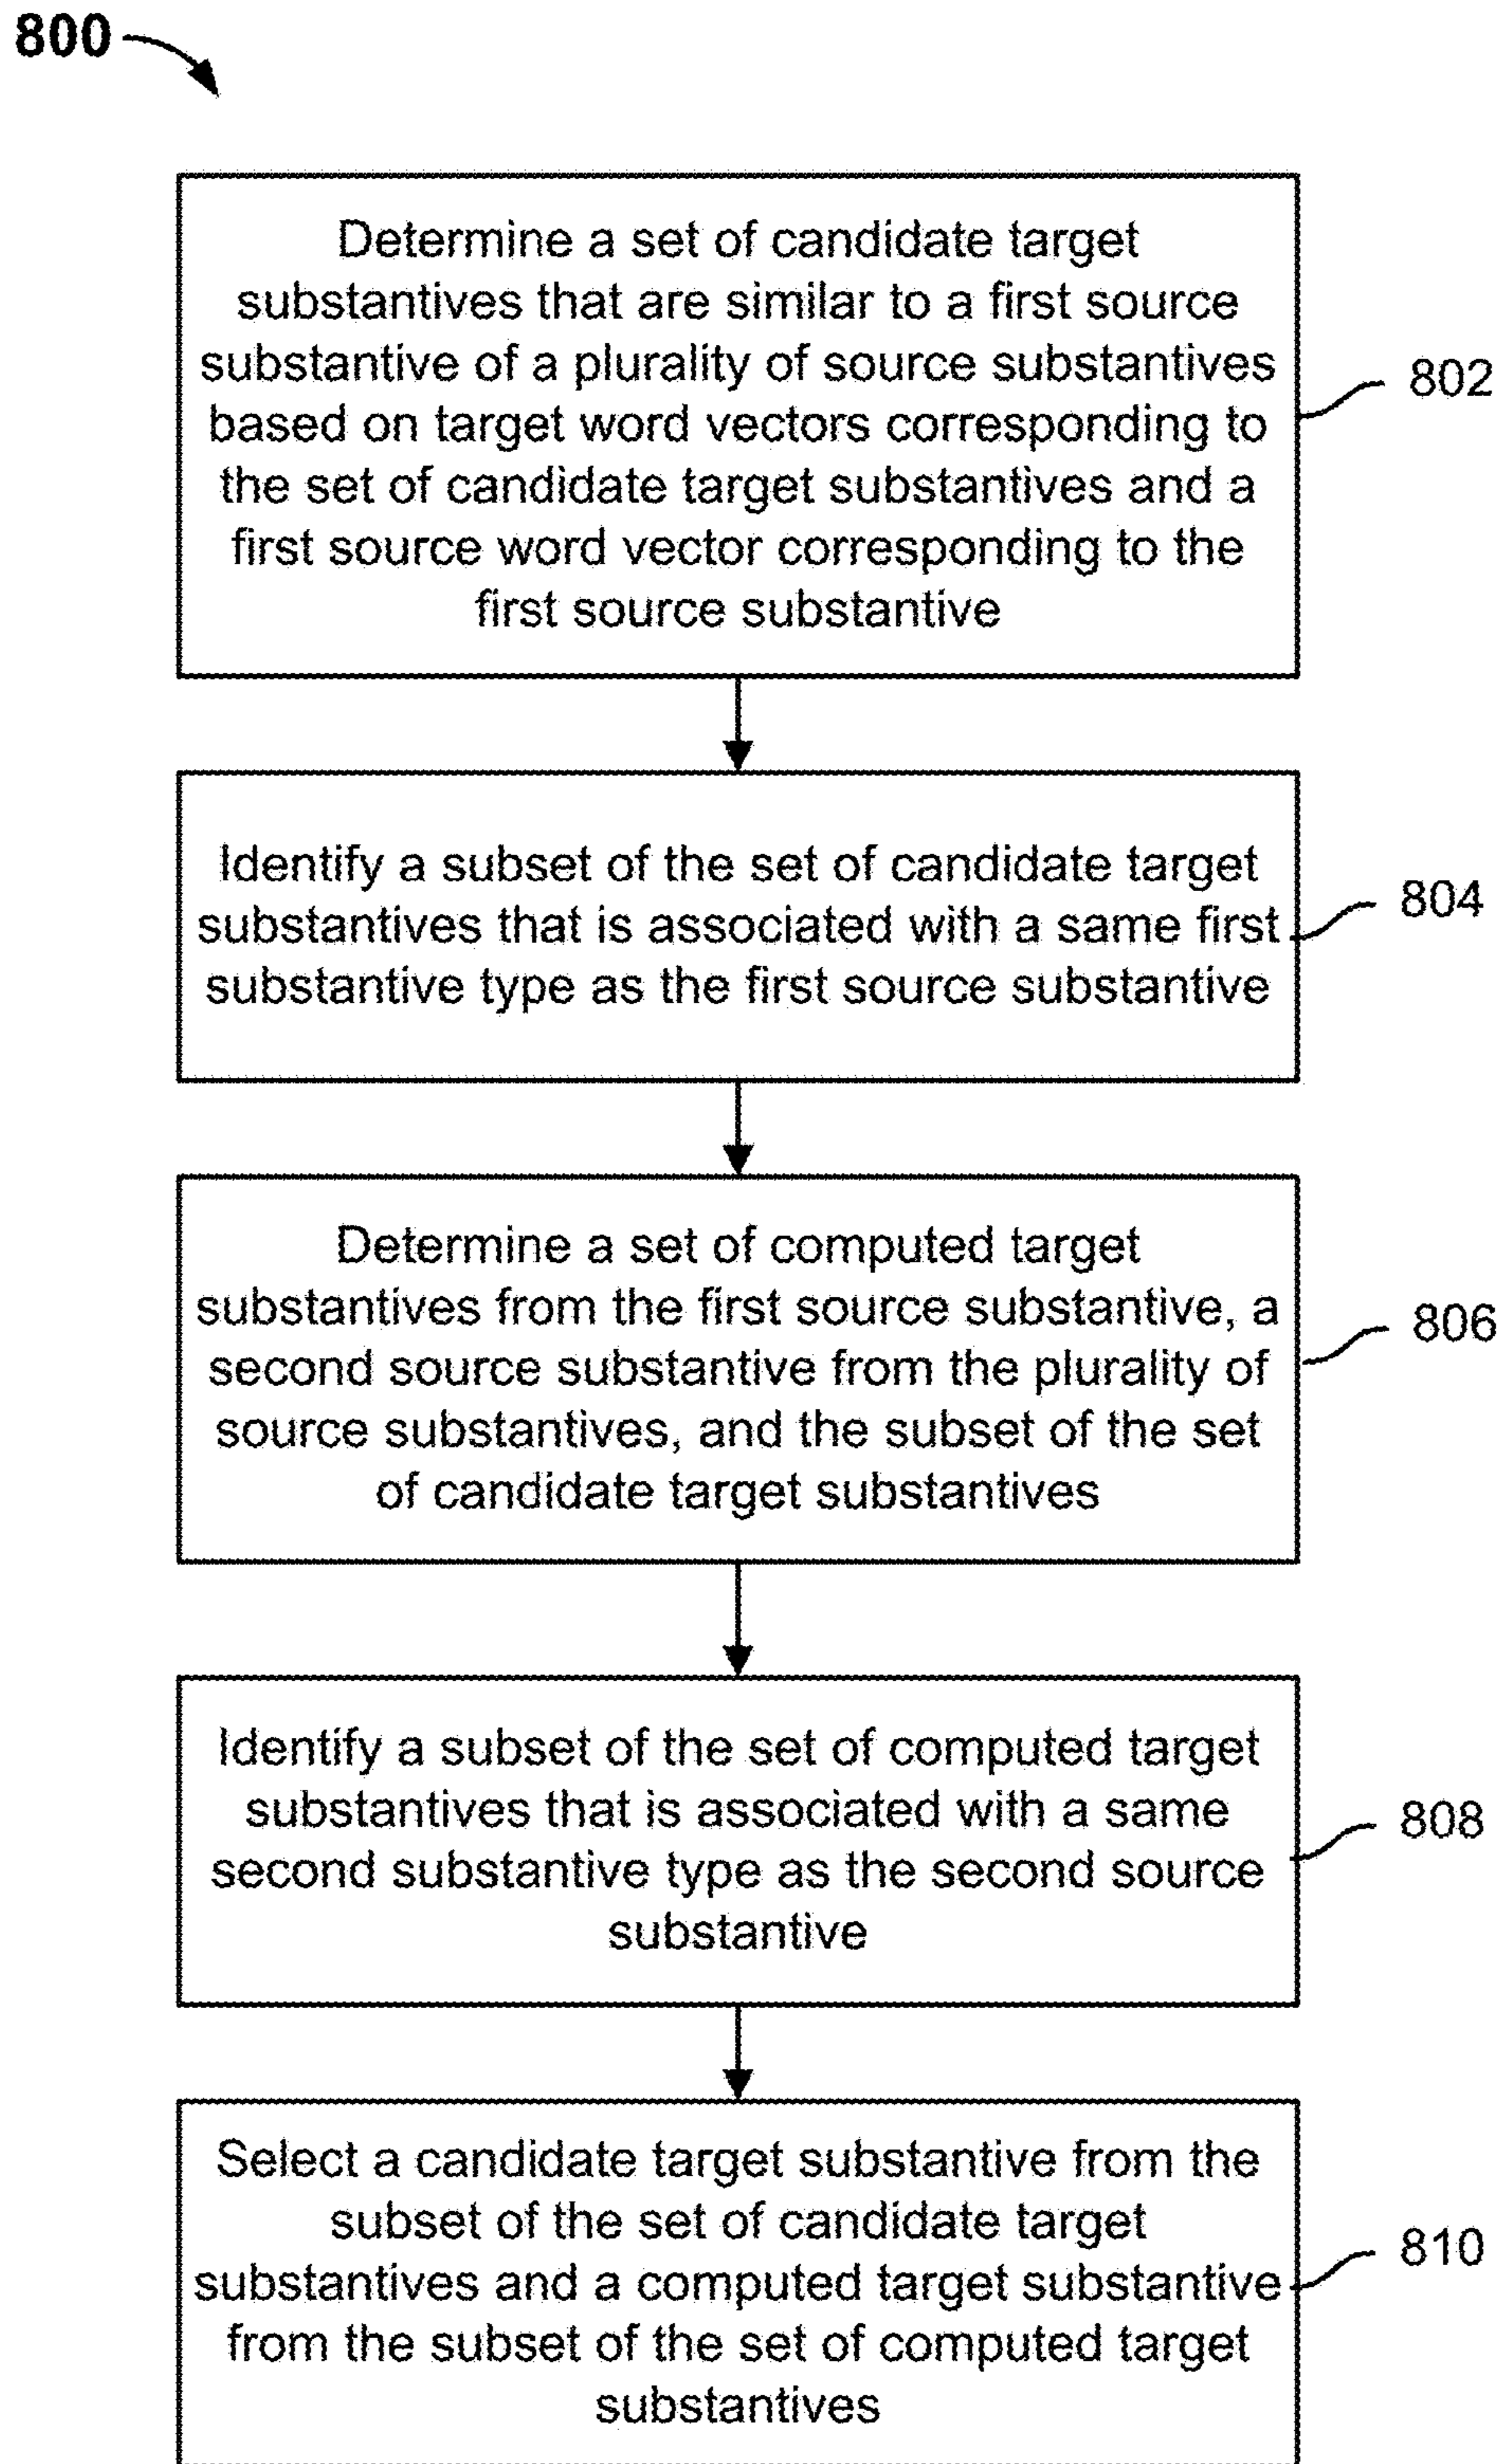 800
Determine a set of candidate target
substantives that are similar to a first source
substantive of a plurality of source substantives
based on target word vectors corresponding to
the set of candidate target substantives and a
first source word vector corresponding to the
first source substantive
802
Identify a subset of the set of candidate target
substantives that is associated with a same first
substantive type as the first source substantive
804
Determine a set of computed target
substantives from the first source substantive, a
second source substantive from the plurality of
source substantives, and the subset of the set
of candidate target substantives
806
Identify a subset of the set of computed target
substantives that is associated with a same
second substantive type as the second source
substantive
808
Select a candidate target substantive from the
subset of the set of candidate target
substantives and a computed target substantive
from the subset of the set of computed target
substantives
810